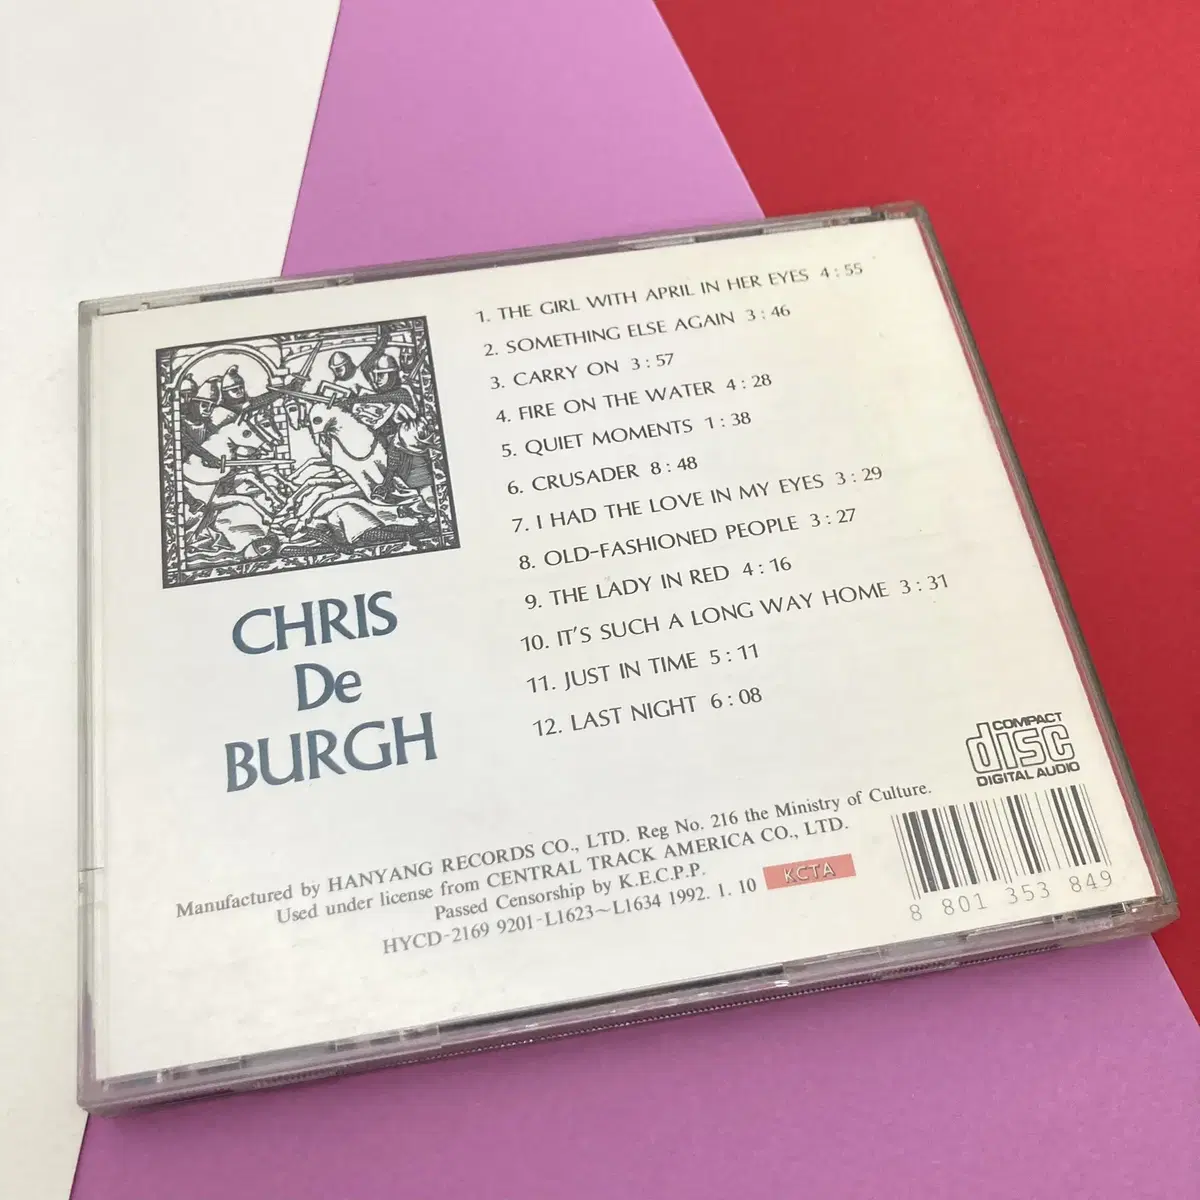 1. THE GIRL WITH APRIL IN HER EYES 4:55
2. SOMETHING ELSE AGAIN 3:46
3. CARRY ON 3:57
4. FIRE ON THE WATER 4:28
5. QUIET MOMENTS 1:38
6. CRUSADER 8:48
7. I HAD THE LOVE IN MY EYES 3:29
8. OLD-FASHIONED PEOPLE 3:27
9. THE LADY IN RED 4:16
10. IT'S SUCH A LONG WAY HOME 3:31
11. JUST IN TIME 5:11
12. LAST NIGHT 6:08
CHRIS
De
BURGH
COMPACT
disc
DIGITAL AUDIO
Manufactured by HANYANG RECORDS CO., LTD. Reg No. 216 the Ministry of Culture.
Used under license from CENTRAL TRACK AMERICA CO., LTD.
Passed Censorship by K.E.C.P.P.
HYCD-2169 9201-L1623~L1634 1992. 1. 10 KCTA
8 801 353 849